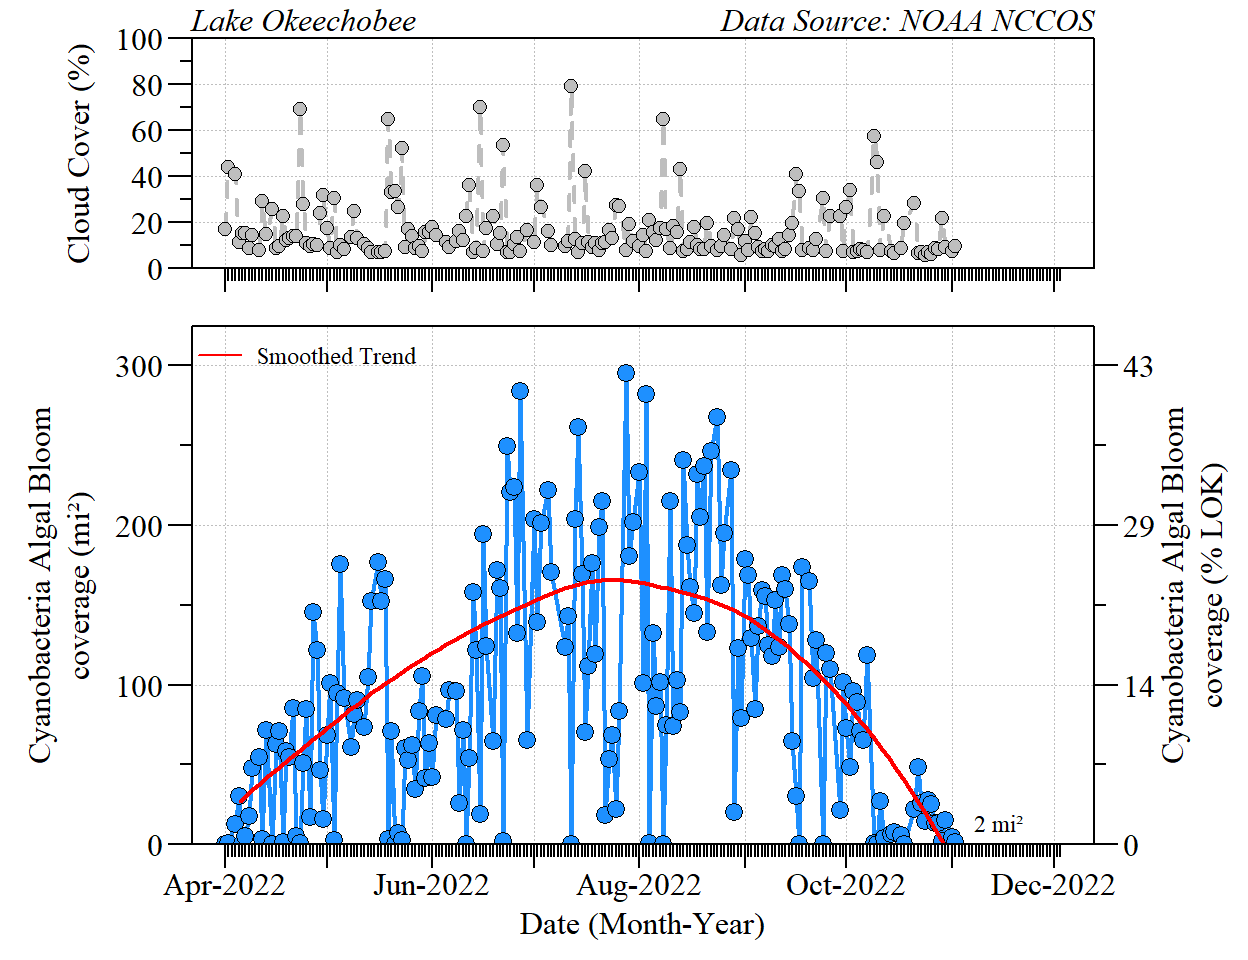 Lake Okeechobee
Data Source: NOAA NCCOS
Cloud Cover (%)
100
80
60
40
20
0
Smoothed Trend
Cyanobacteria Algal Bloom
coverage (mi²)
300
200
100
0
43
29
14
0
Cyanobacteria Algal Bloom
coverage (% LOK)
2 mi²
Apr-2022
Jun-2022
Aug-2022
Oct-2022
Dec-2022
Date (Month-Year)